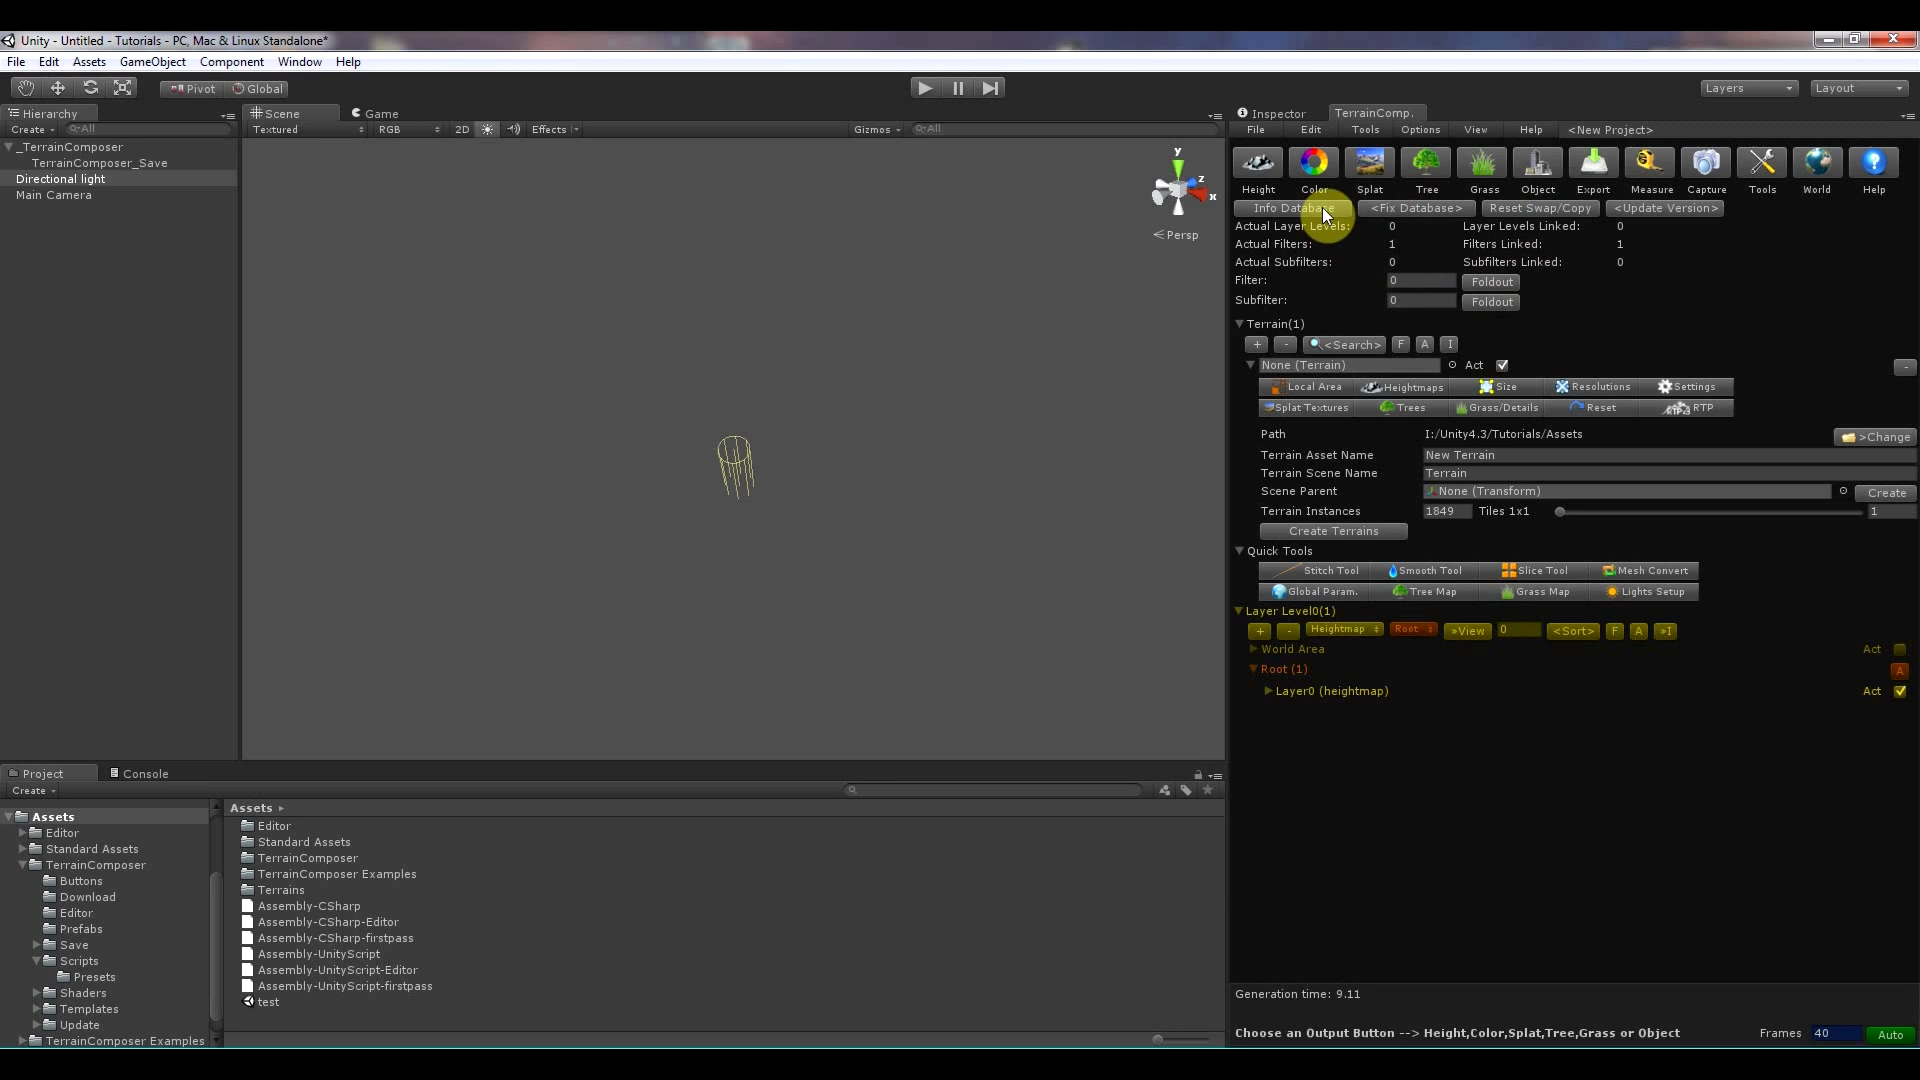 Unity - Untitled - Tutorials - PC, Mac & Linux Standalone*
File Edit Assets GameObject Component Window Help
Pivot Global Layers Layout
Hierarchy
Create All
_TerrainComposer
TerrainComposer_Save
Directional light
Main Camera
Scene Game
Textured RGB 2D Effects Gizmos All
y
z
x
Persp
Inspector TerrainComp.
File Edit Tools Options View Help <New Project>
Height Color Splat Tree Grass Object Export Measure Capture Tools World Help
Info Database <Fix Database> Reset Swap/Copy <Update Version>
Actual Layer Levels: 0 Layer Levels Linked: 0
Actual Filters: 1 Filters Linked: 1
Actual Subfilters: 0 Subfilters Linked: 0
Filter: 0 Foldout
Subfilter: 0 Foldout
Terrain(1)
+ - <Search> F A I
None (Terrain) Act -
Local Area Heightmaps Size Resolutions Settings
Splat Textures Trees Grass/Details Reset RTP
Path I:/Unity4.3/Tutorials/Assets >Change
Terrain Asset Name New Terrain
Terrain Scene Name Terrain
Scene Parent None (Transform) Create
Terrain Instances 1849 Tiles 1x1 1
Create Terrains
Quick Tools
Stitch Tool Smooth Tool Slice Tool Mesh Convert
Global Param. Tree Map Grass Map Lights Setup
Layer Level0(1)
+ - Heightmap Root »View 0 <Sort> F A »I
World Area Act
Root (1) A
Layer0 (heightmap) Act
Generation time: 9.11
Choose an Output Button --> Height,Color,Splat,Tree,Grass or Object Frames 40 Auto
Project Console
Create
Assets
Editor
Standard Assets
TerrainComposer
Buttons
Download
Editor
Prefabs
Save
Scripts
Presets
Shaders
Templates
Update
TerrainComposer Examples
Assets
Editor
Standard Assets
TerrainComposer
TerrainComposer Examples
Terrains
Assembly-CSharp
Assembly-CSharp-Editor
Assembly-CSharp-firstpass
Assembly-UnityScript
Assembly-UnityScript-Editor
Assembly-UnityScript-firstpass
test